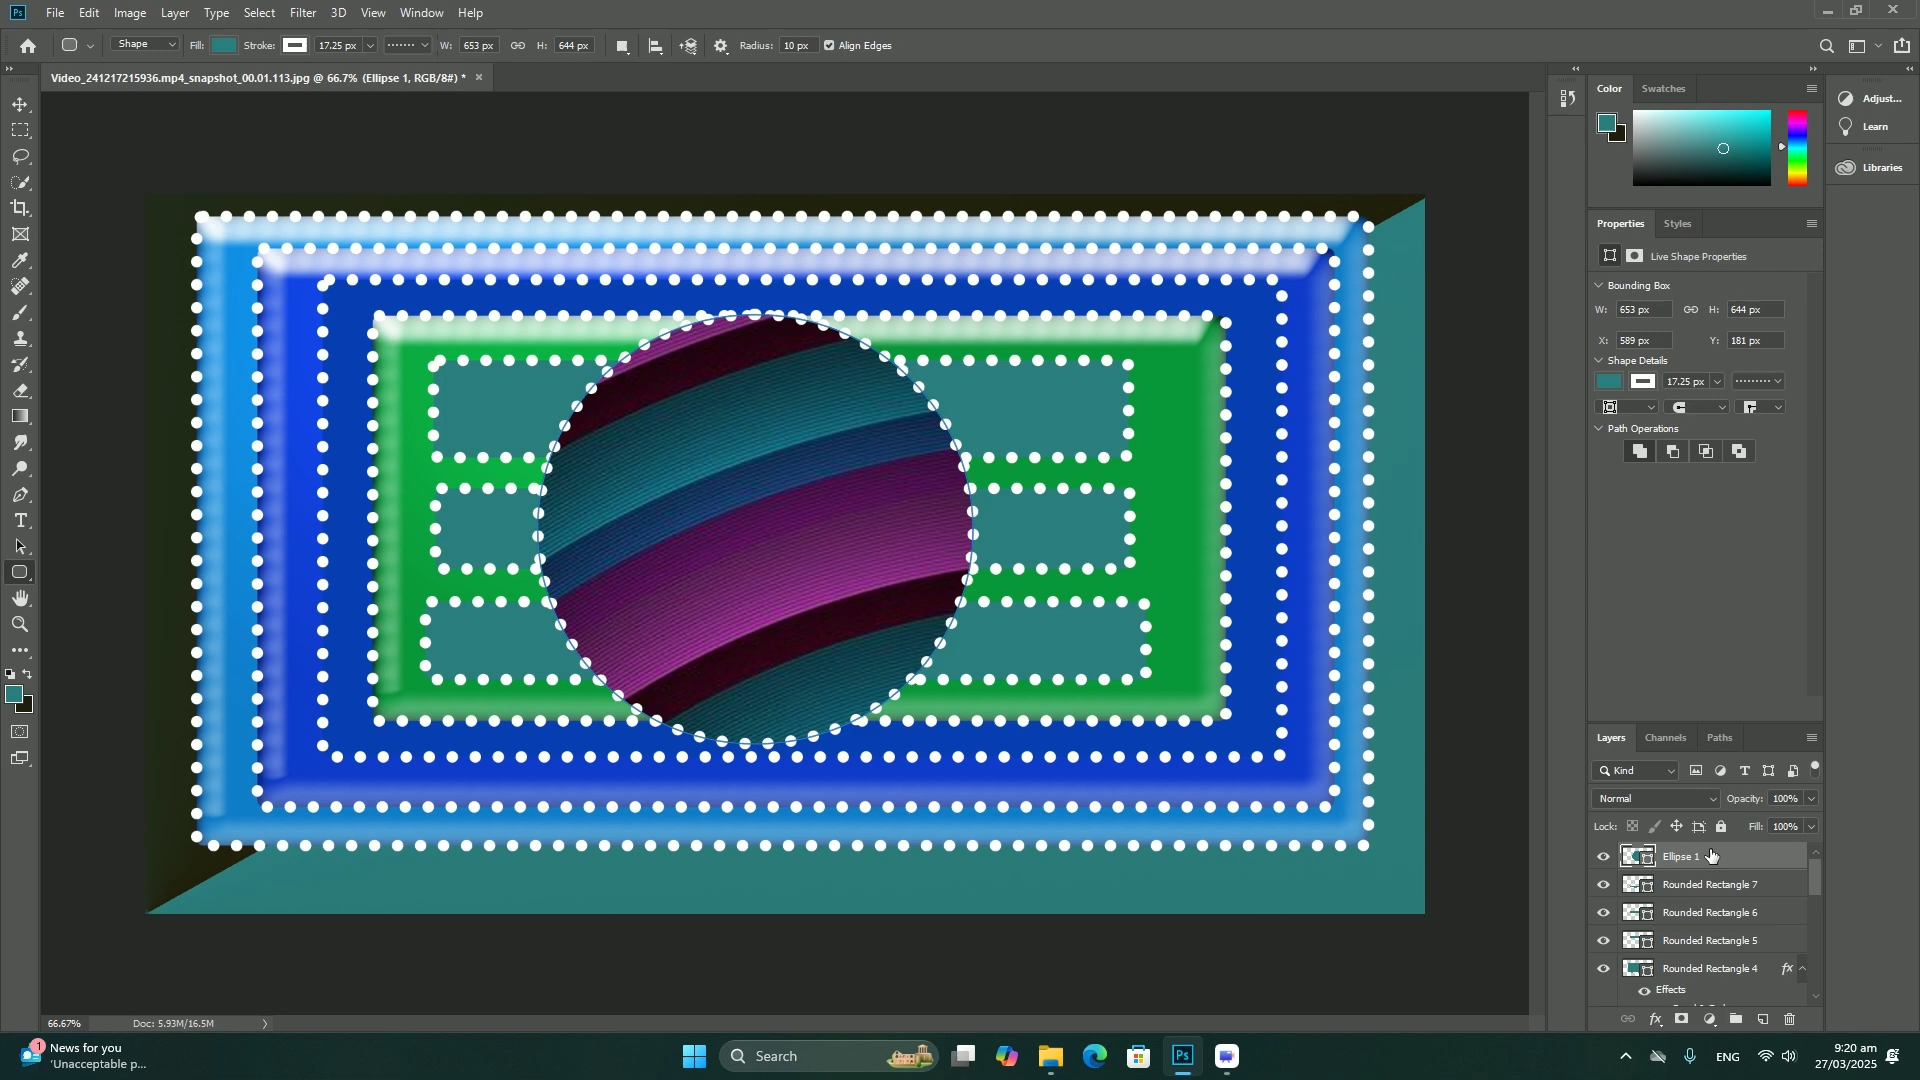 Ps File Edit Image Layer Type Select Filter 3D View Window Help
Shape Fill: Stroke: 17.25 px W: 653 px H: 644 px Radius: 10 px Align Edges
Video_241217215936.mp4_snapshot_00.01.113.jpg @ 66.7% (Ellipse 1, RGB/8#) *
Color Swatches
Adjust...
Learn
Libraries
Properties Styles
Live Shape Properties
Bounding Box
W: 653 px H: 644 px
X: 589 px Y: 181 px
Shape Details
17.25 px
Path Operations
Layers Channels Paths
Kind
Normal Opacity: 100%
Lock: Fill: 100%
Ellipse 1
Rounded Rectangle 7
Rounded Rectangle 6
Rounded Rectangle 5
Rounded Rectangle 4 fx
Effects
fx
66.67% Doc: 5.93M/16.5M
1 News for you
'Unacceptable p...
Search
Ps
ENG
9:20 am
27/03/2025